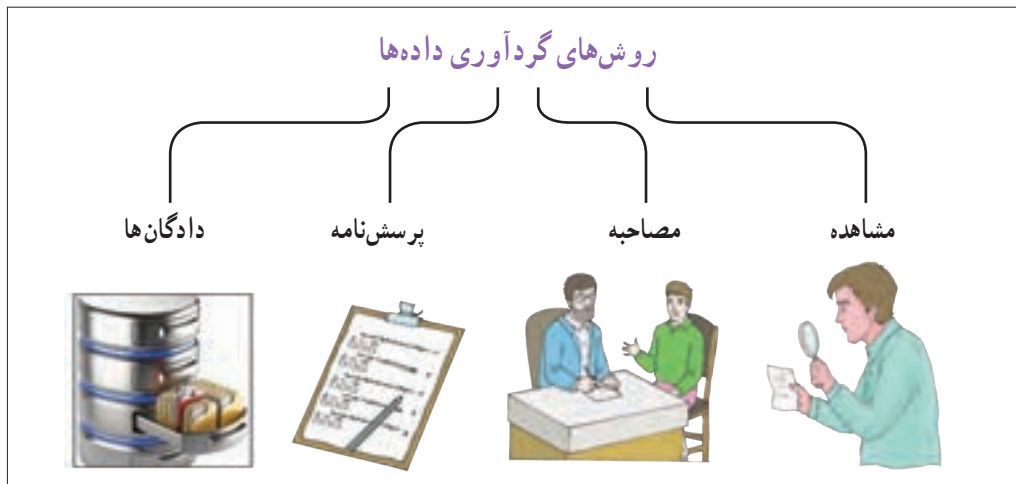 روش‌های گردآوری داده‌ها
مشاهده
مصاحبه
پرسش‌نامه
دادگان‌ها